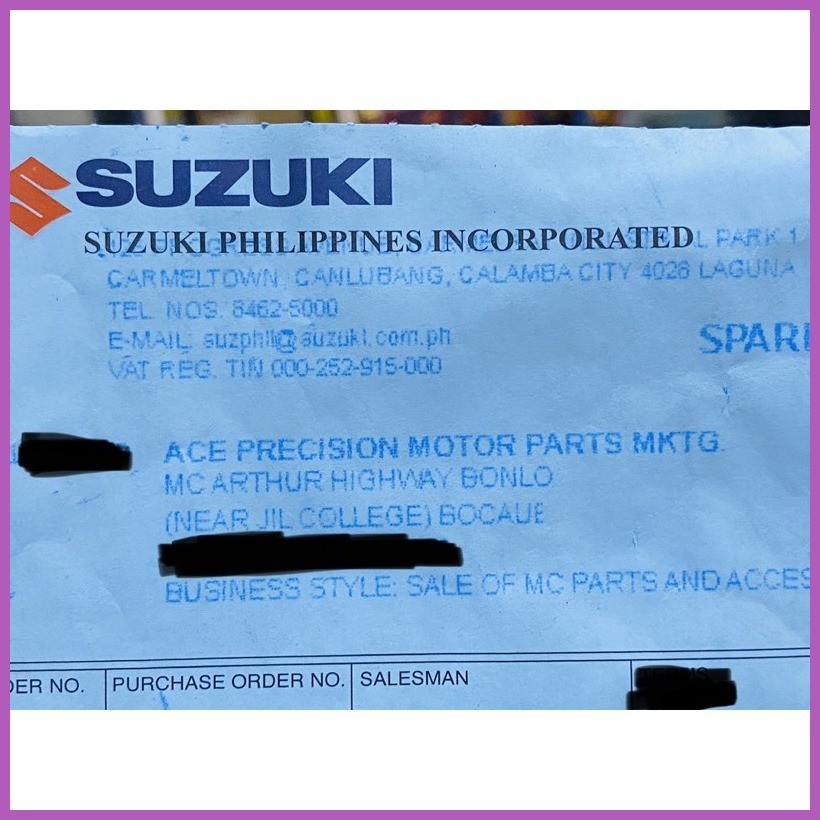 SUZUKI
SUZUKI PHILIPPINES INCORPORATED
PARK 1
CARMELTOWN, CANLUBANG, CALAMBA CITY 4028 LAGUNA
TEL. NOS. 8462-5000
E-MAIL: suzphil@suzuki.com.ph
VAT REG. TIN 000-252-915-000
SPAR
ACE PRECISION MOTOR PARTS MKTG.
MC ARTHUR HIGHWAY BONLO
(NEAR JIL COLLEGE) BOCAUE
BUSINESS STYLE: SALE OF MC PARTS AND ACCES
DER NO.
PURCHASE ORDER NO.
SALESMAN